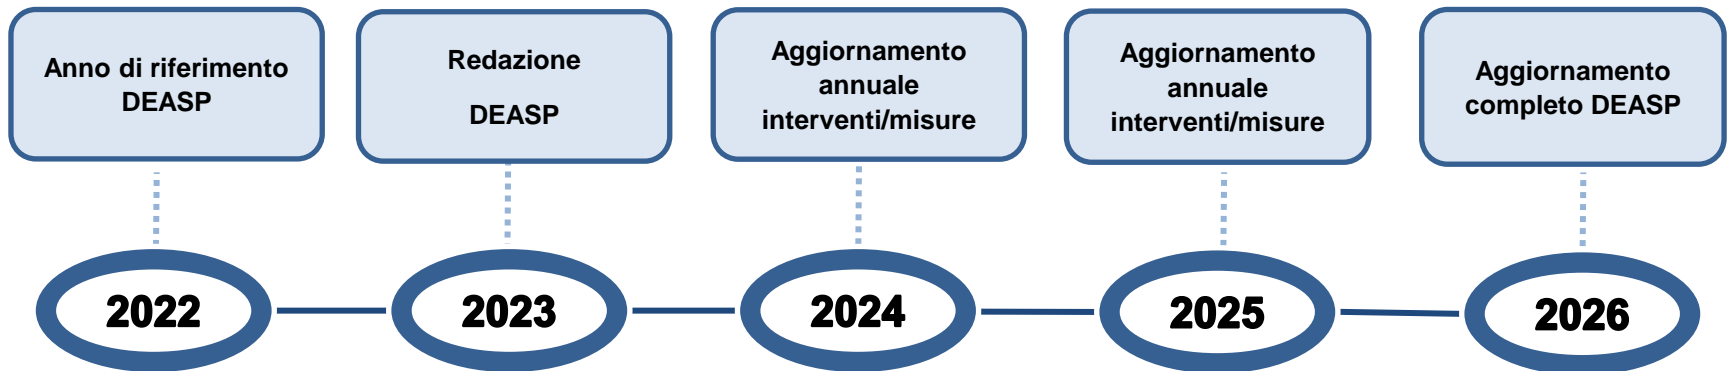 Anno di riferimento
DEASP
Redazione
DEASP
Aggiornamento
annuale
interventi/misure
Aggiornamento
annuale
interventi/misure
Aggiornamento
completo DEASP
2022
2023
2024
2025
2026